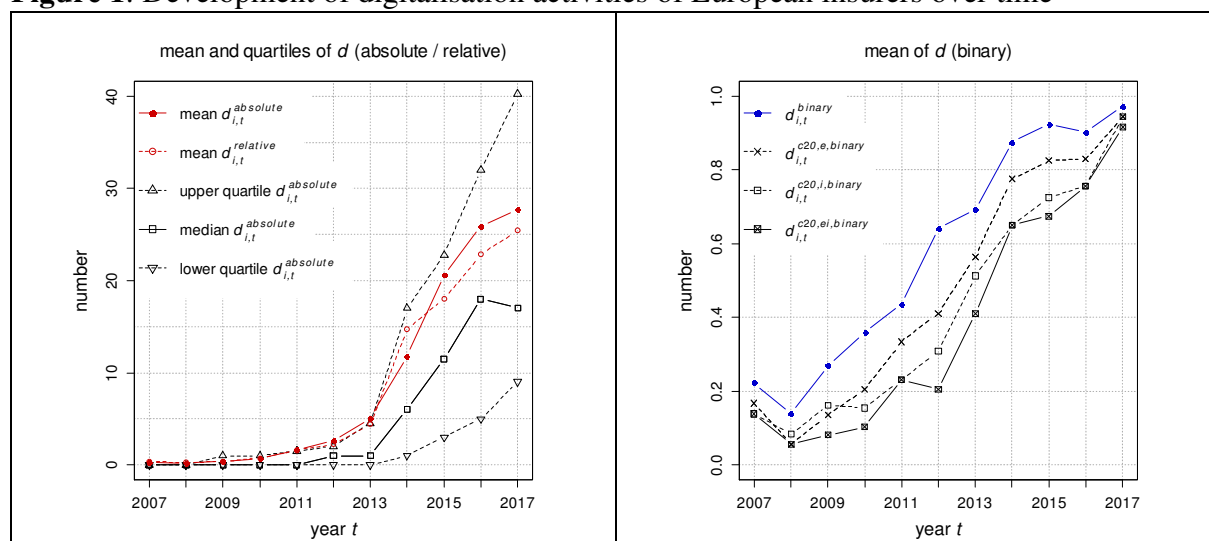 Figure 1: Development of digitalisation activities of European insurers over time
mean and quartiles of d (absolute / relative)
number
0
10
20
30
40
mean d_{i,t}^{absolute}
mean d_{i,t}^{relative}
upper quartile d_{i,t}^{absolute}
median d_{i,t}^{absolute}
lower quartile d_{i,t}^{absolute}
2007 2009 2011 2013 2015 2017
year t
mean of d (binary)
number
0.0
0.2
0.4
0.6
0.8
1.0
d_{i,t}^{binary}
d_{i,t}^{c20,e,binary}
d_{i,t}^{c20,i,binary}
d_{i,t}^{c20,ei,binary}
2007 2009 2011 2013 2015 2017
year t